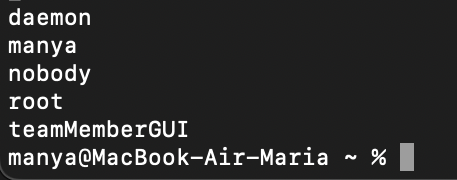 daemon
manya
nobody
root
teamMemberGUI
manya@MacBook-Air-Maria ~ %